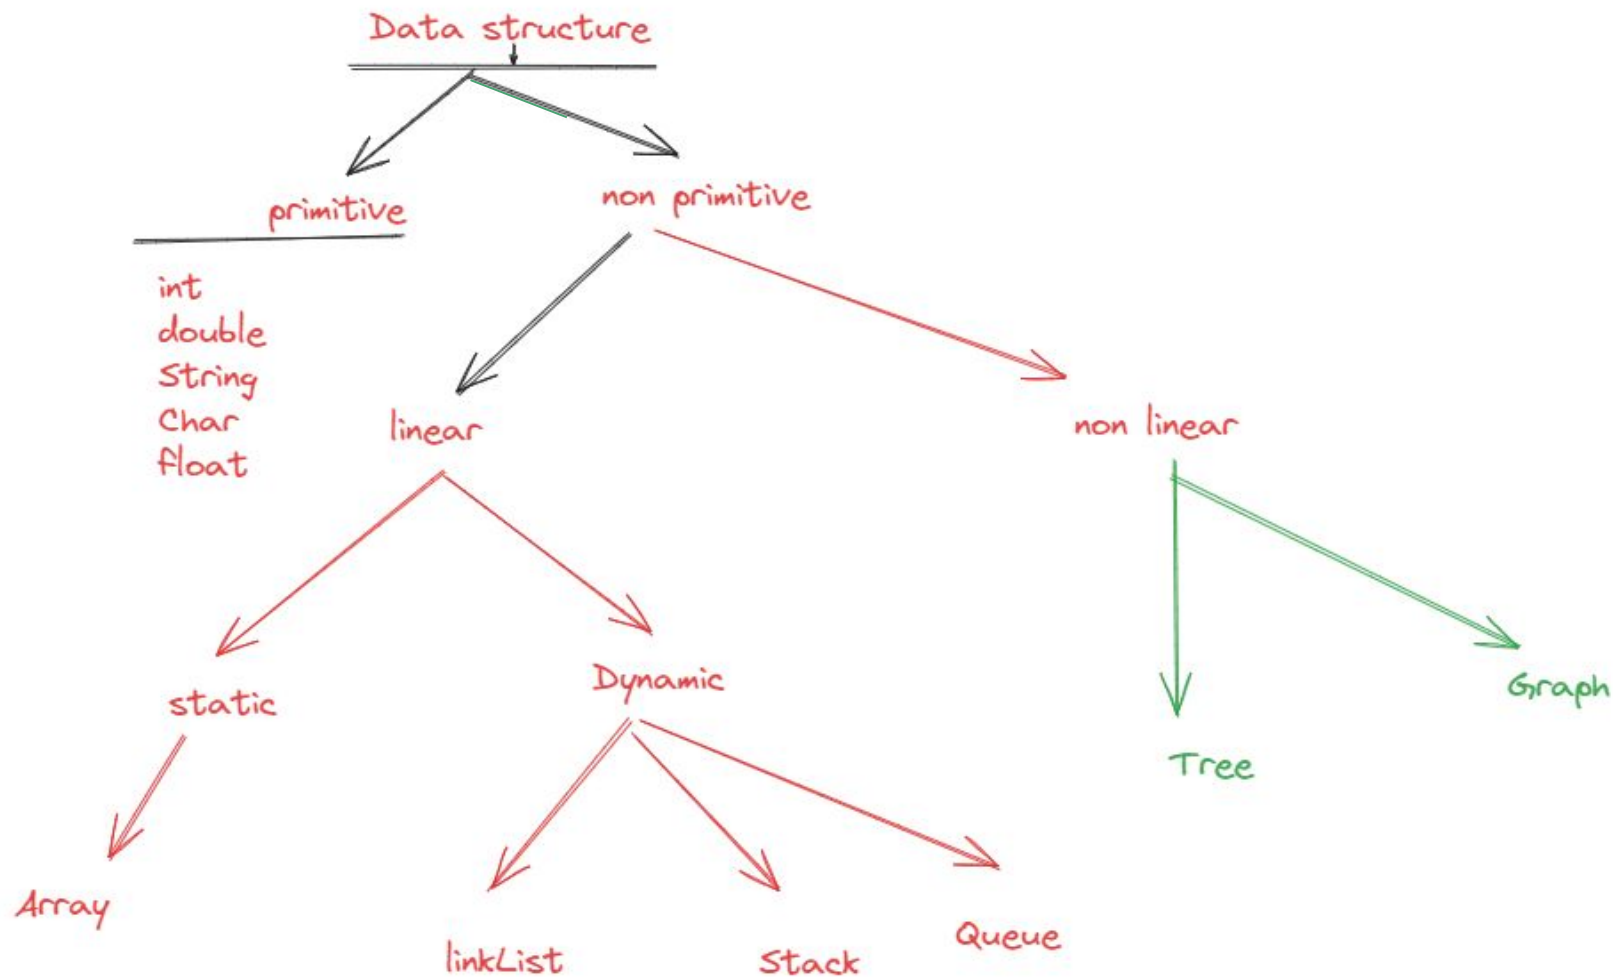 Data structure
primitive
non primitive
int
double
String
Char
float
linear
non linear
static
Dynamic
Graph
Tree
Array
linkList
Stack
Queue